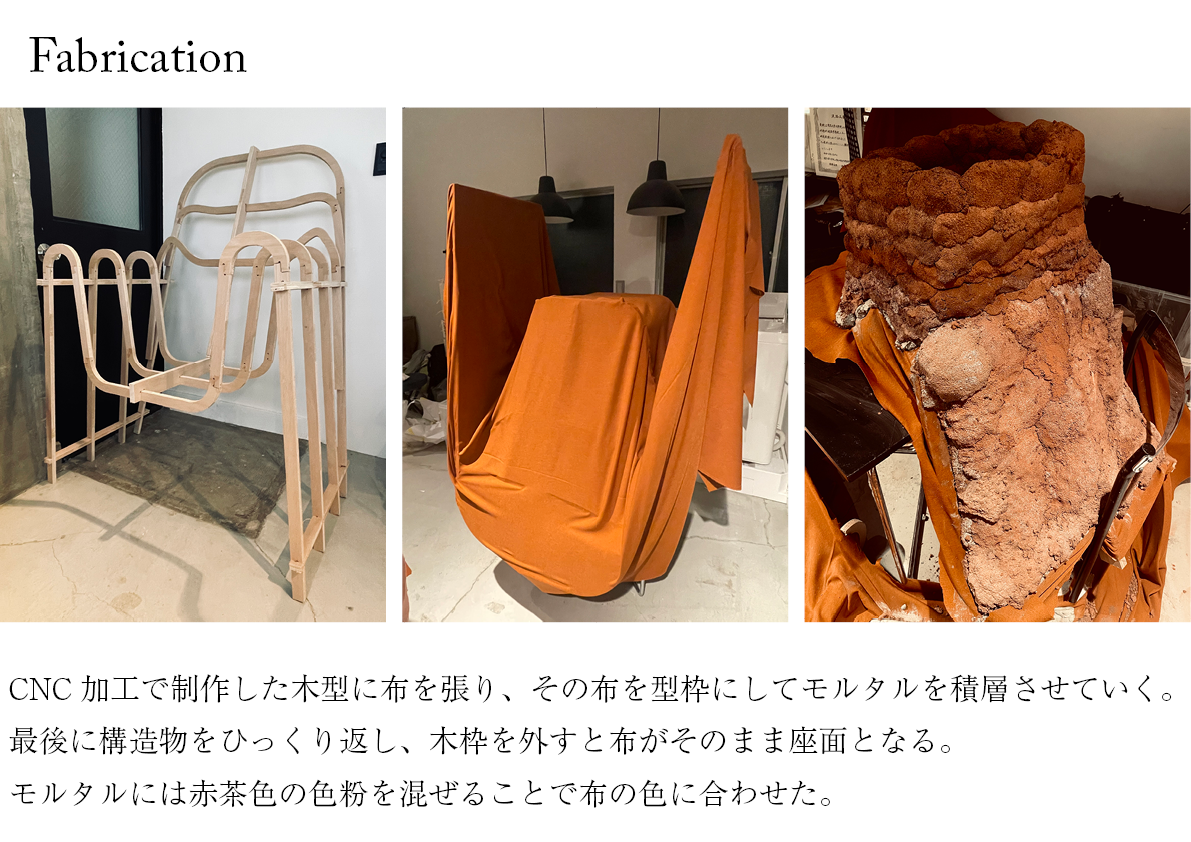 Fabrication
CNC 加工で制作した木型に布を張り、その布を型枠にしてモルタルを積層させていく。
最後に構造物をひっくり返し、木枠を外すと布がそのまま座面となる。
モルタルには赤茶色の色粉を混ぜることで布の色に合わせた。